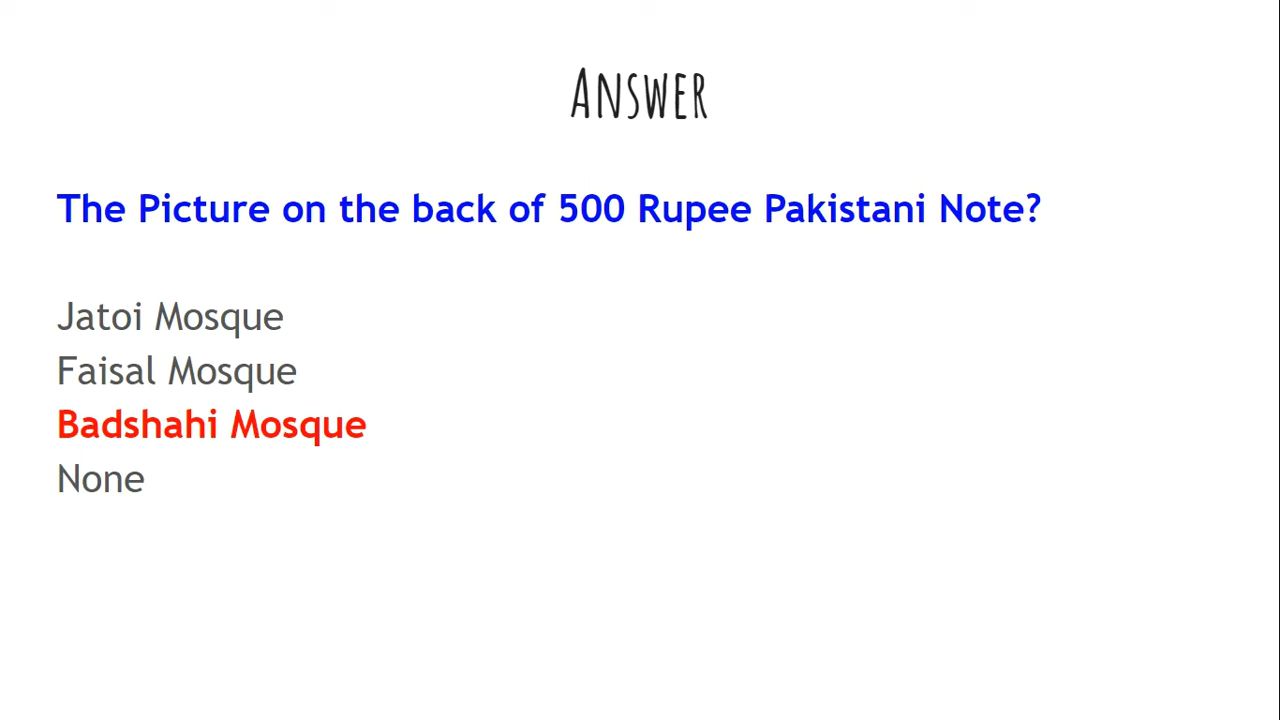 Answer
The Picture on the back of 500 Rupee Pakistani Note?
Jatoi Mosque
Faisal Mosque
Badshahi Mosque
None